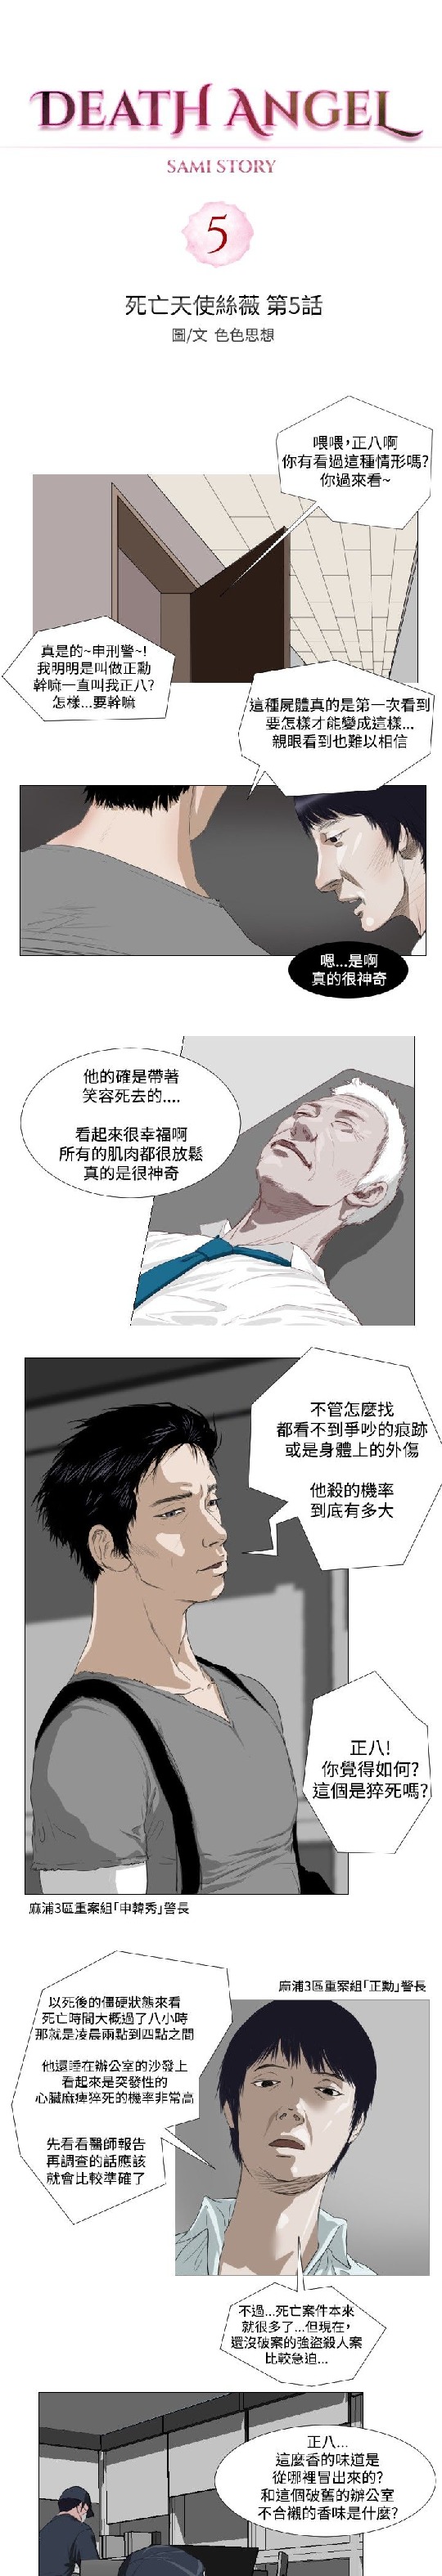 DEATH ANGEL
SAMI STORY
5
死亡天使絲薇 第5話
圖/文 色色思想
喂喂，正八啊
你有看過這種情形嗎?
你過來看~
真是的~申刑警~!
我明明是叫做正勳
幹嘛一直叫我正八?
怎樣...要幹嘛
這種屍體真的是第一次看到
要怎樣才能變成這樣...
親眼看到也難以相信
嗯...是啊
真的很神奇
他的確是帶著
笑容死去的....
看起來很幸福啊
所有的肌肉都很放鬆
真的是很神奇
不管怎麼找
都看不到爭吵的痕跡
或是身體上的外傷
他殺的機率
到底有多大
正八!
你覺得如何?
這個是猝死嗎?
麻浦3區重案組「申韓秀」警長
麻浦3區重案組「正勳」警長
以死後的僵硬狀態來看
死亡時間大概過了八小時
那就是凌晨兩點到四點之間
他還睡在辦公室的沙發上
看起來是突發性的
心臟麻痺猝死的機率非常高
先看看醫師報告
再調查的話應該
就會比較準確了
不過...死亡案件本來
就很多了...但現在，
還沒破案的強盜殺人案
比較急迫...
正八...
這麼香的味道是
從哪裡冒出來的?
和這個破舊的辦公室
不合襯的香味是什麼?